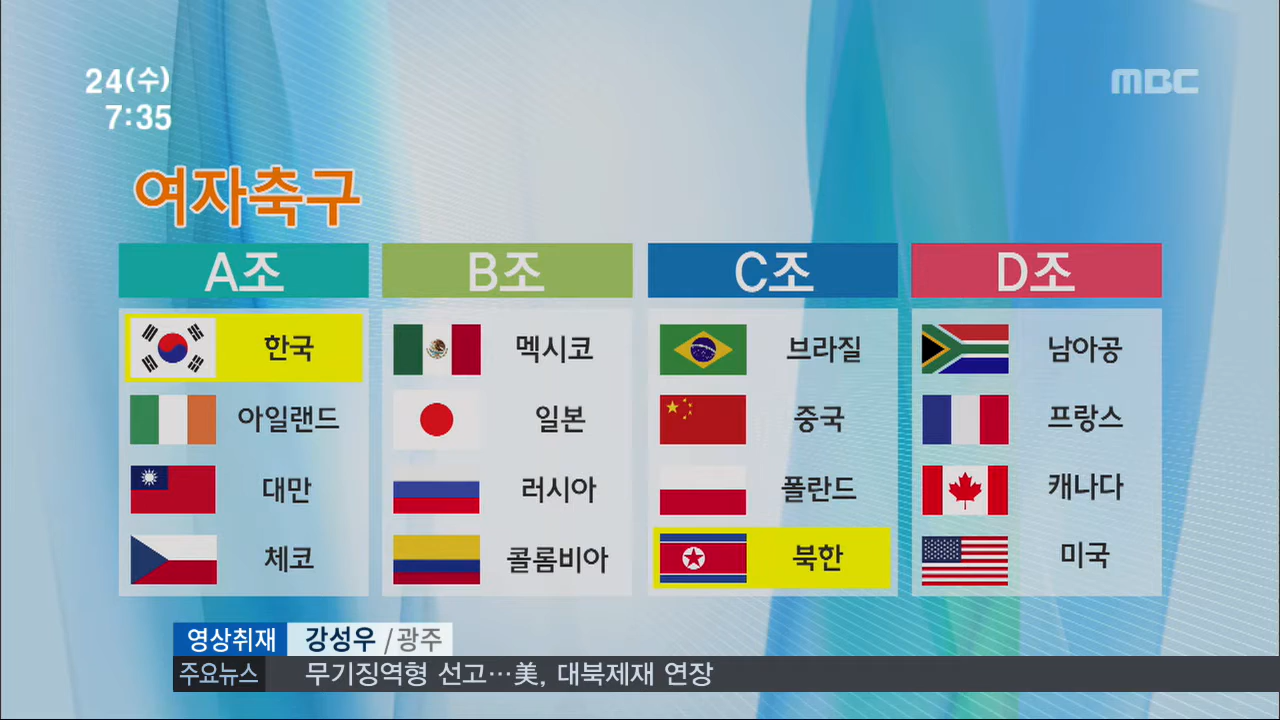 24(수)
7:35
MBC
여자축구
A조 B조 C조 D조
한국 멕시코 브라질 남아공
아일랜드 일본 중국 프랑스
대만 러시아 폴란드 캐나다
체코 콜롬비아 북한 미국
영상취재 강성우 /광주
주요뉴스 무기징역형 선고…美, 대북제재 연장